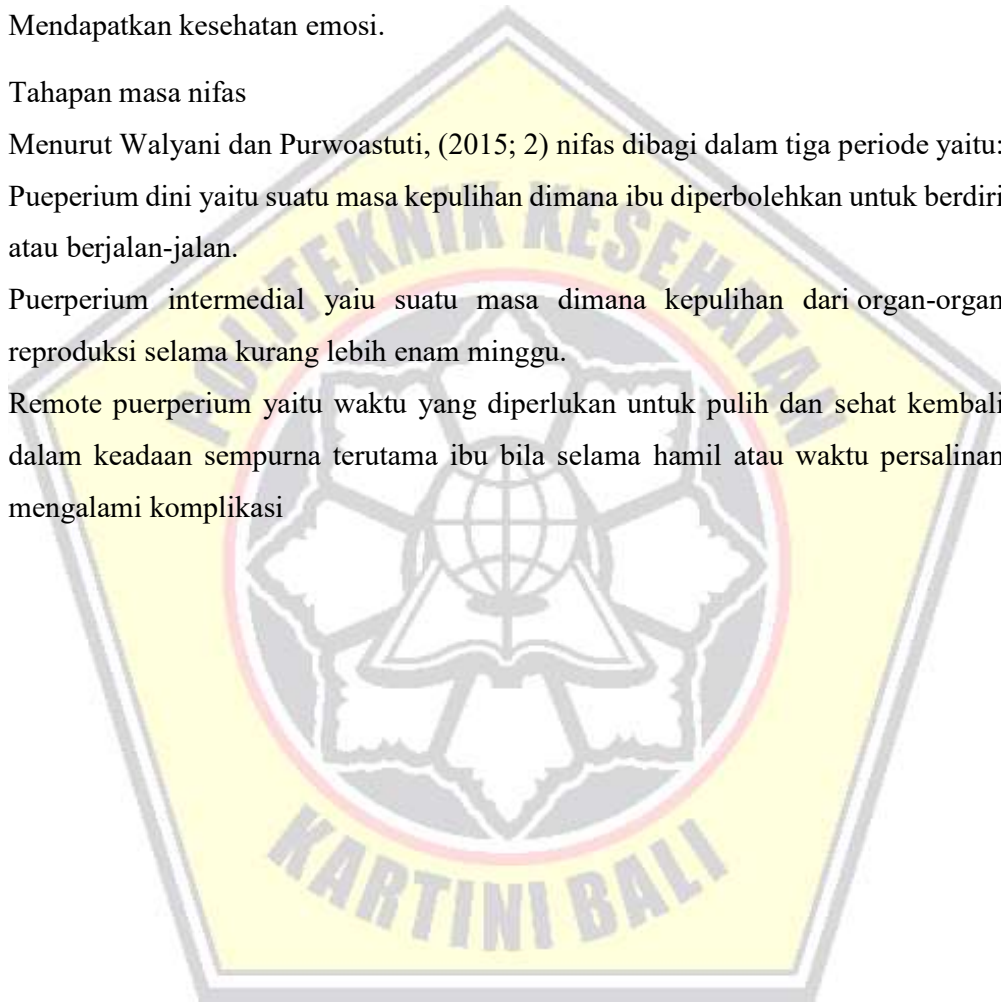 Mendapatkan kesehatan emosi.
Tahapan masa nifas
Menurut Walyani dan Purwoastuti, (2015; 2) nifas dibagi dalam tiga periode yaitu:
Pueperium dini yaitu suatu masa kepulihan dimana ibu diperbolehkan untuk berdiri
atau berjalan-jalan.
Puerperium intermedial yaiu suatu masa dimana kepulihan dari organ-organ
reproduksi selama kurang lebih enam minggu.
Remote puerperium yaitu waktu yang diperlukan untuk pulih dan sehat kembali
dalam keadaan sempurna terutama ibu bila selama hamil atau waktu persalinan
mengalami komplikasi
POLITEKNIK KESEHATAN
KARTINI BALI